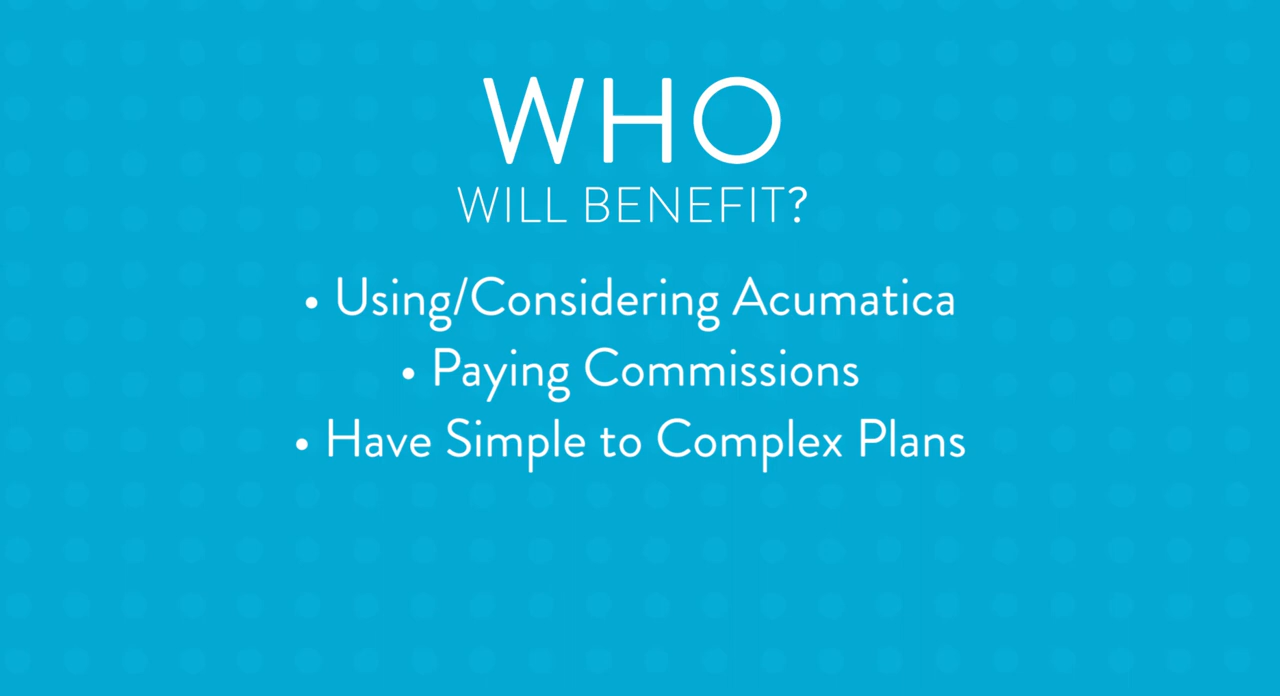 WHO
WILL BENEFIT?
• Using/Considering Acumatica
• Paying Commissions
• Have Simple to Complex Plans